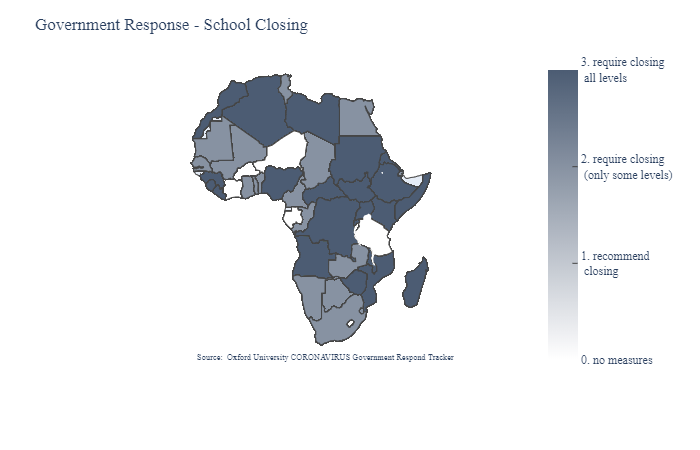 Government Response - School Closing
3. require closing
all levels
2. require closing
(only some levels)
1. recommend
closing
0. no measures
Source: Oxford University CORONAVIRUS Government Respond Tracker